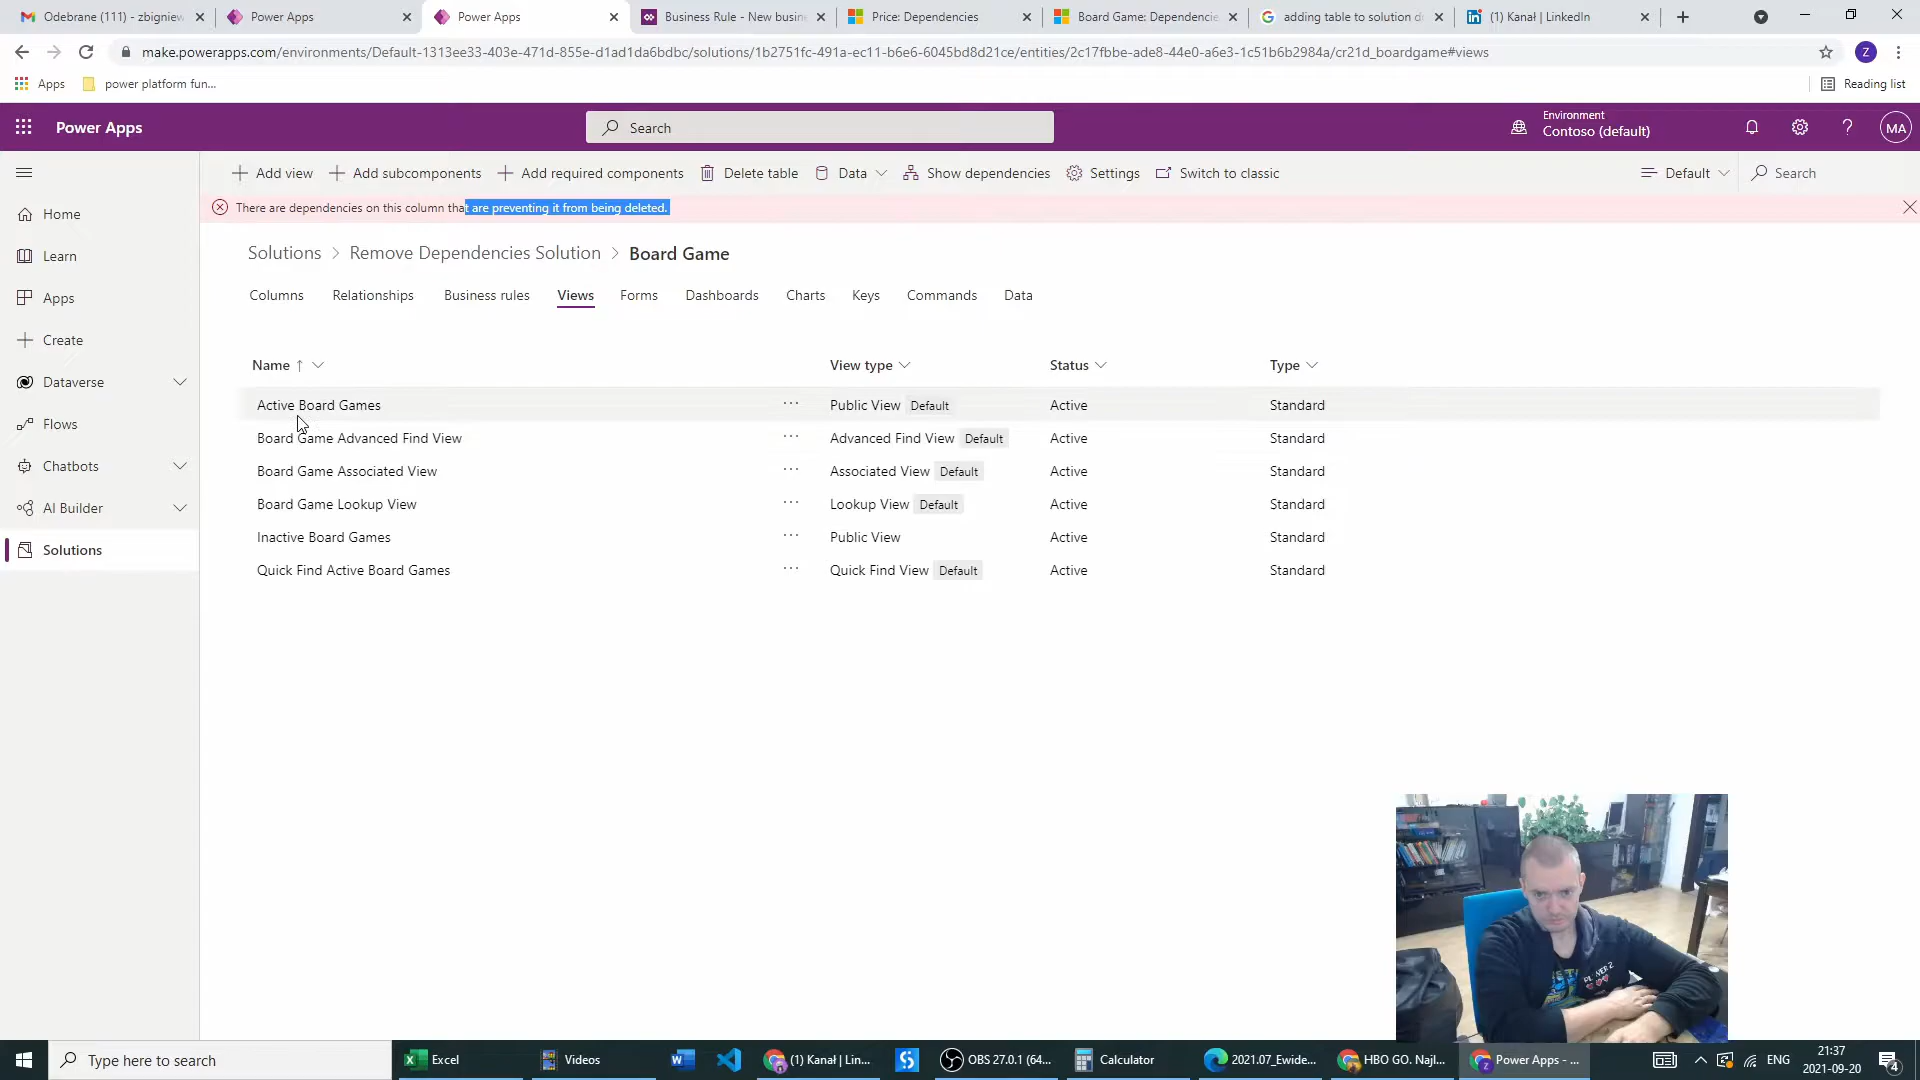 Odebrane (111) - zbigniew
Power Apps
Power Apps
Business Rule - New busin
Price: Dependencies
Board Game: Dependencie
adding table to solution d
(1) Kanał | LinkedIn
make.powerapps.com/environments/Default-1313ee33-403e-471d-855e-d1ad1da6bdbc/solutions/1b2751fc-491a-ec11-b6e6-6045bd8d21ce/entities/2c17fbbe-ade8-44e0-a6e3-1c51b6b2984a/cr21d_boardgame#views
Z
Apps
power platform fun...
Reading list
Power Apps
Search
Environment
Contoso (default)
MA
Add view
Add subcomponents
Add required components
Delete table
Data
Show dependencies
Settings
Switch to classic
Default
Search
There are dependencies on this column that are preventing it from being deleted.
Home
Learn
Apps
Create
Dataverse
Flows
Chatbots
AI Builder
Solutions
Solutions > Remove Dependencies Solution > Board Game
Columns
Relationships
Business rules
Views
Forms
Dashboards
Charts
Keys
Commands
Data
Name
View type
Status
Type
Active Board Games ··· Public View Default Active Standard
Board Game Advanced Find View ··· Advanced Find View Default Active Standard
Board Game Associated View ··· Associated View Default Active Standard
Board Game Lookup View ··· Lookup View Default Active Standard
Inactive Board Games ··· Public View Active Standard
Quick Find Active Board Games ··· Quick Find View Default Active Standard
PLAYER 2
Type here to search
Excel
Videos
(1) Kanał | Lin...
OBS 27.0.1 (64...
Calculator
2021.07_Ewide...
HBO GO. Najl...
Power Apps - ...
ENG
21:37
2021-09-20
4